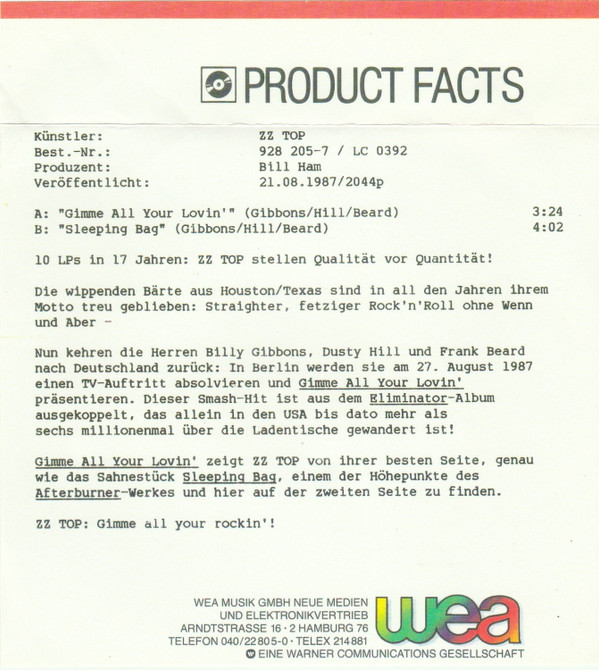 PRODUCT FACTS
Künstler: ZZ TOP
Best.-Nr.: 928 205-7 / LC 0392
Produzent: Bill Ham
Veröffentlicht: 21.08.1987/2044p
A: "Gimme All Your Lovin'" (Gibbons/Hill/Beard) 3:24
B: "Sleeping Bag" (Gibbons/Hill/Beard) 4:02
10 LPs in 17 Jahren: ZZ TOP stellen Qualität vor Quantität!
Die wippenden Bärte aus Houston/Texas sind in all den Jahren ihrem
Motto treu geblieben: Straighter, fetziger Rock'n'Roll ohne Wenn
und Aber -
Nun kehren die Herren Billy Gibbons, Dusty Hill und Frank Beard
nach Deutschland zurück: In Berlin werden sie am 27. August 1987
einen TV-Auftritt absolvieren und Gimme All Your Lovin'
präsentieren. Dieser Smash-Hit ist aus dem Eliminator-Album
ausgekoppelt, das allein in den USA bis dato mehr als
sechs millionenmal über die Ladentische gewandert ist!
Gimme All Your Lovin' zeigt ZZ TOP von ihrer besten Seite, genau
wie das Sahnestück Sleeping Bag, einem der Höhepunkte des
Afterburner-Werkes und hier auf der zweiten Seite zu finden.
ZZ TOP: Gimme all your rockin'!
WEA MUSIK GMBH NEUE MEDIEN
UND ELEKTRONIKVERTRIEB
ARNDTSTRASSE 16 · 2 HAMBURG 76
TELEFON 040/22 805-0 · TELEX 214 881
wea
EINE WARNER COMMUNICATIONS GESELLSCHAFT